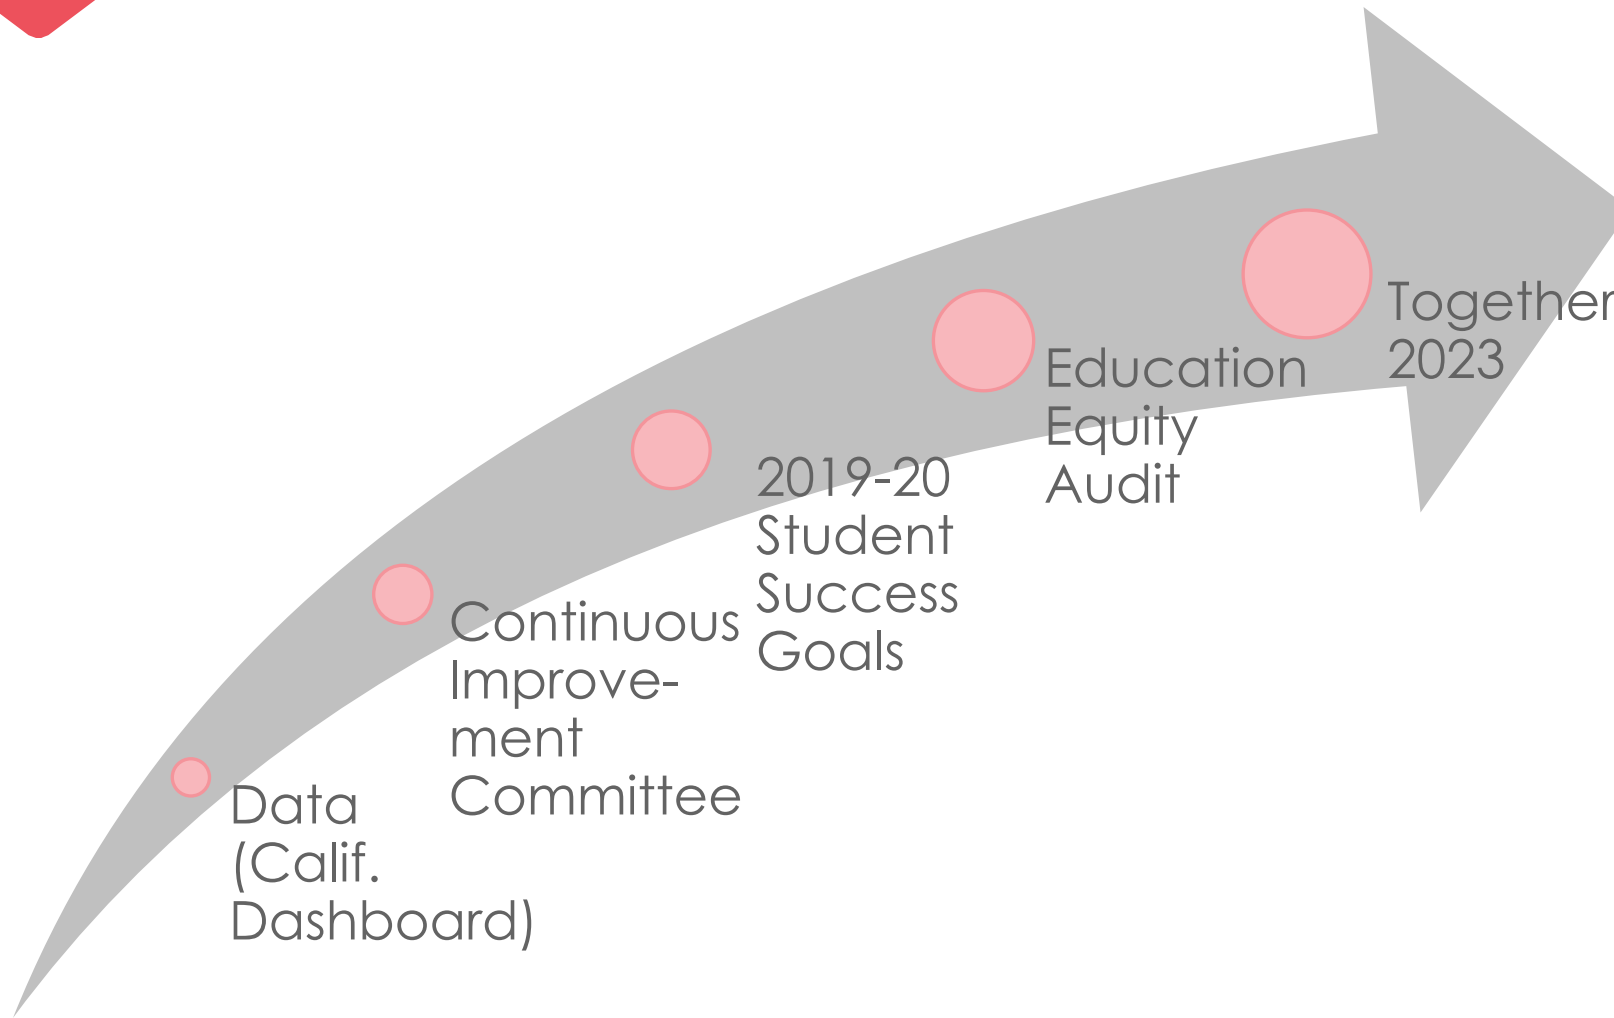 Data
(Calif.
Dashboard)
Continuous
Improve-
ment
Committee
2019-20
Student
Success
Goals
Education
Equity
Audit
Together
2023